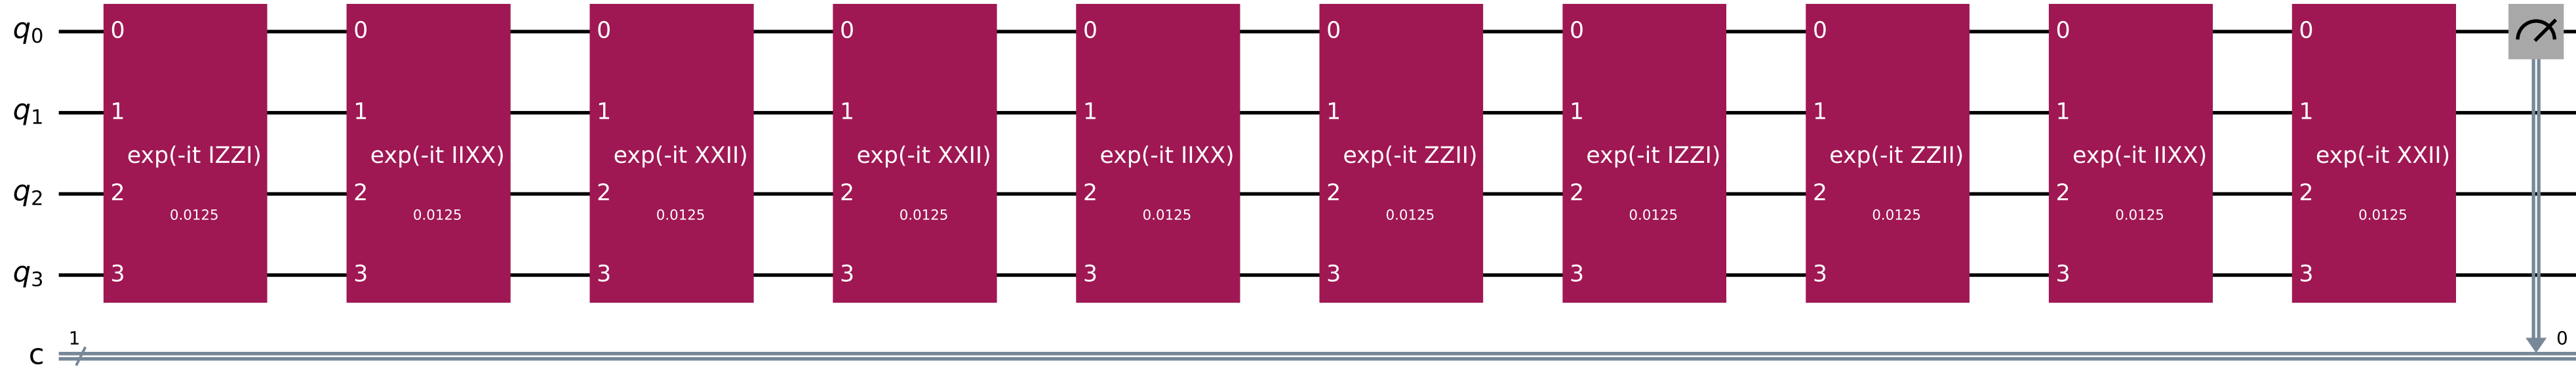 q0 0 0 0 0 0 0 0 0 0 0
q1 1 1 1 1 1 1 1 1 1 1
exp(-it IZZI) exp(-it IIXX) exp(-it XXII) exp(-it XXII) exp(-it IIXX) exp(-it ZZII) exp(-it IZZI) exp(-it ZZII) exp(-it IIXX) exp(-it XXII)
q2 2 2 2 2 2 2 2 2 2 2
0.0125 0.0125 0.0125 0.0125 0.0125 0.0125 0.0125 0.0125 0.0125 0.0125
q3 3 3 3 3 3 3 3 3 3 3
1 0
c